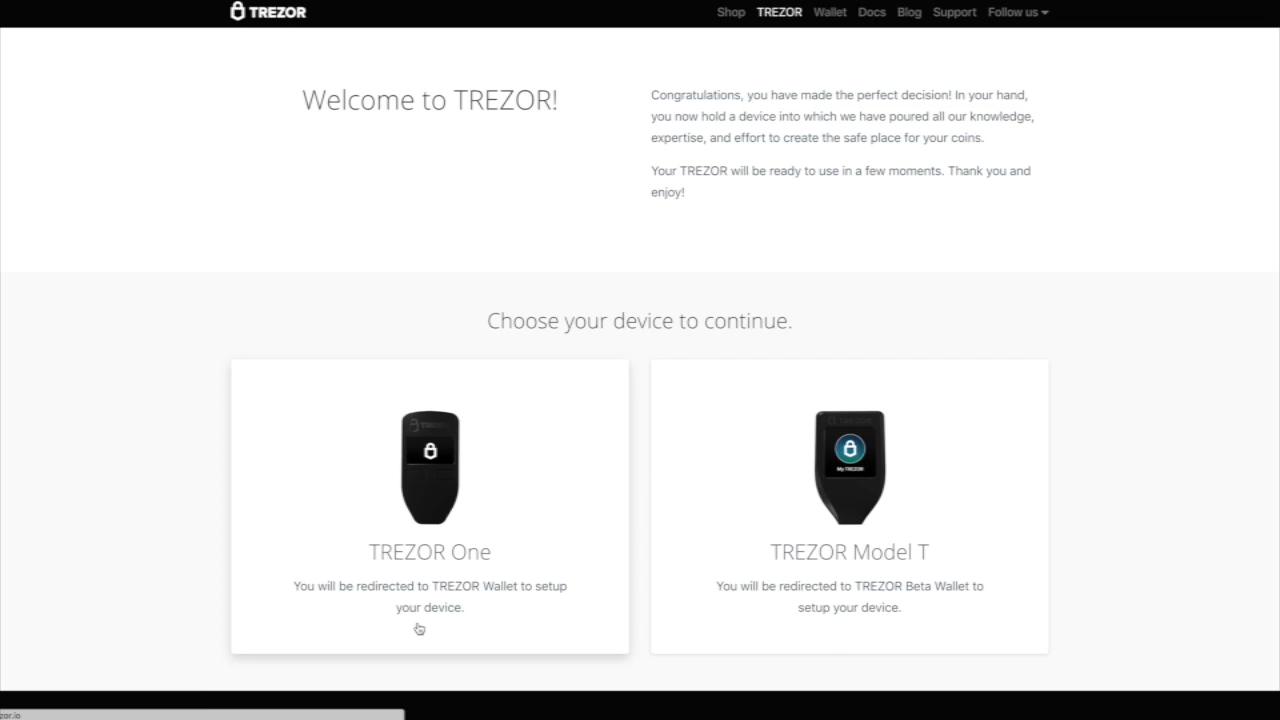 TREZOR
Shop TREZOR Wallet Docs Blog Support Follow us
Welcome to TREZOR!
Congratulations, you have made the perfect decision! In your hand,
you now hold a device into which we have poured all our knowledge,
expertise, and effort to create the safe place for your coins.
Your TREZOR will be ready to use in a few moments. Thank you and
enjoy!
Choose your device to continue.
My TREZOR
TREZOR One
You will be redirected to TREZOR Wallet to setup
your device.
TREZOR Model T
You will be redirected to TREZOR Beta Wallet to
setup your device.
zor.io